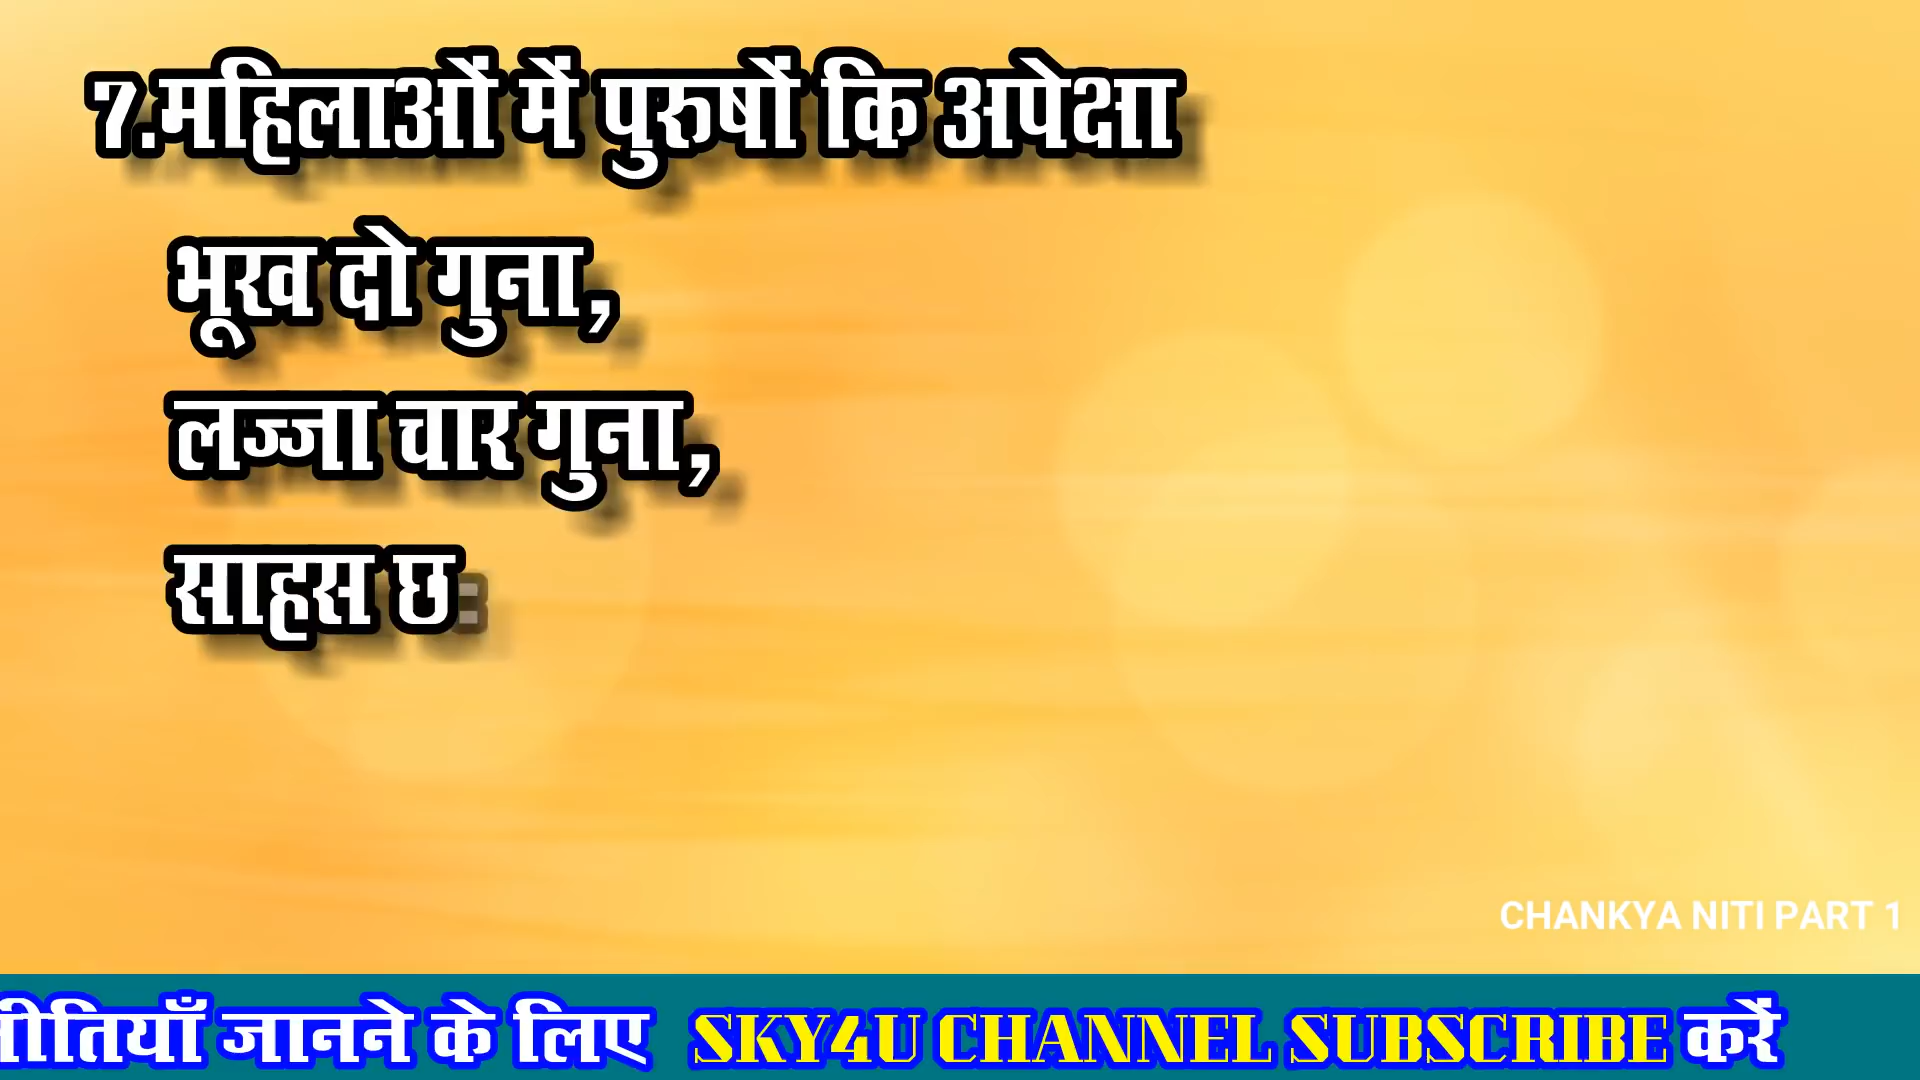 7.महिलाओं में पुरुषों कि अपेक्षा
भूख दो गुना,
लज्जा चार गुना,
साहस छ:
CHANKYA NITI PART 1
नीतियाँ जानने के लिए SKY4U CHANNEL SUBSCRIBE करें